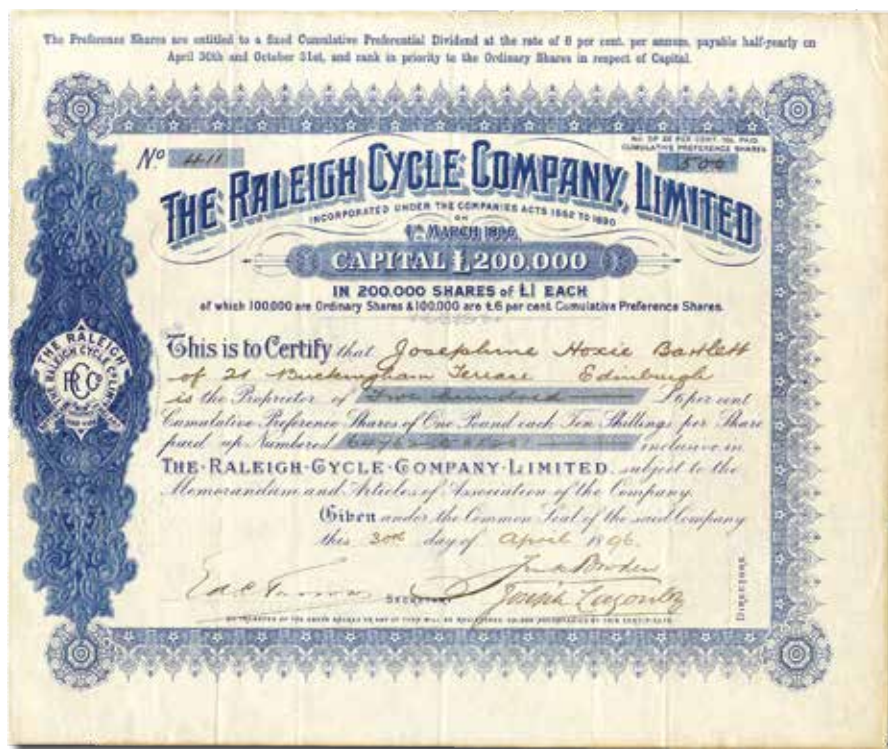 The Preference Shares are entitled to a fixed Cumulative Preferential Dividend at the rate of 6 per cent. per annum, payable half-yearly on
April 30th and October 31st, and rank in priority to the Ordinary Shares in respect of Capital.
No. 411
CUMULATIVE PREFERENCE SHARES
500
THE RALEIGH CYCLE COMPANY, LIMITED
INCORPORATED UNDER THE COMPANIES ACTS 1862 TO 1890
ON
MARCH 1896
CAPITAL £200.000
IN 200.000 SHARES of £1 EACH
of which 100.000 are Ordinary Shares & 100.000 are £.6 per cent. Cumulative Preference Shares.
This is to Certify that Josephine Hoxie Bartlett
of 21 Buckingham Terrace Edinburgh
is the Proprietor of Five hundred Six per cent
Cumulative Preference Shares of One Pound each Ten Shillings per Share
paid up Numbered inclusive in
THE RALEIGH CYCLE COMPANY LIMITED. subject to the
Memorandum and Articles of Association of the Company.
Given under the Common Seal of the said Company
this 30th day of April 1896.
Frank Bowden
SECRETARY
Joseph
DIRECTORS
THE RALEIGH
RCCo